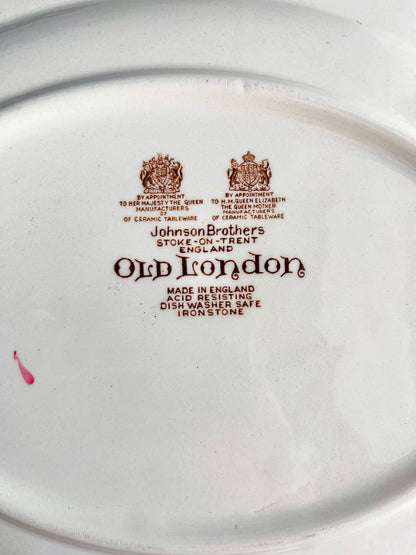 BY APPOINTMENT
TO HER MAJESTY THE QUEEN
MANUFACTURERS
OF
OF CERAMIC TABLEWARE
BY APPOINTMENT
TO H.M. QUEEN ELIZABETH
THE QUEEN MOTHER
MANUFACTURERS
OF CERAMIC TABLEWARE
Johnson Brothers
STOKE-ON-TRENT
ENGLAND
OLD London
MADE IN ENGLAND
ACID RESISTING
DISH WASHER SAFE
IRONSTONE